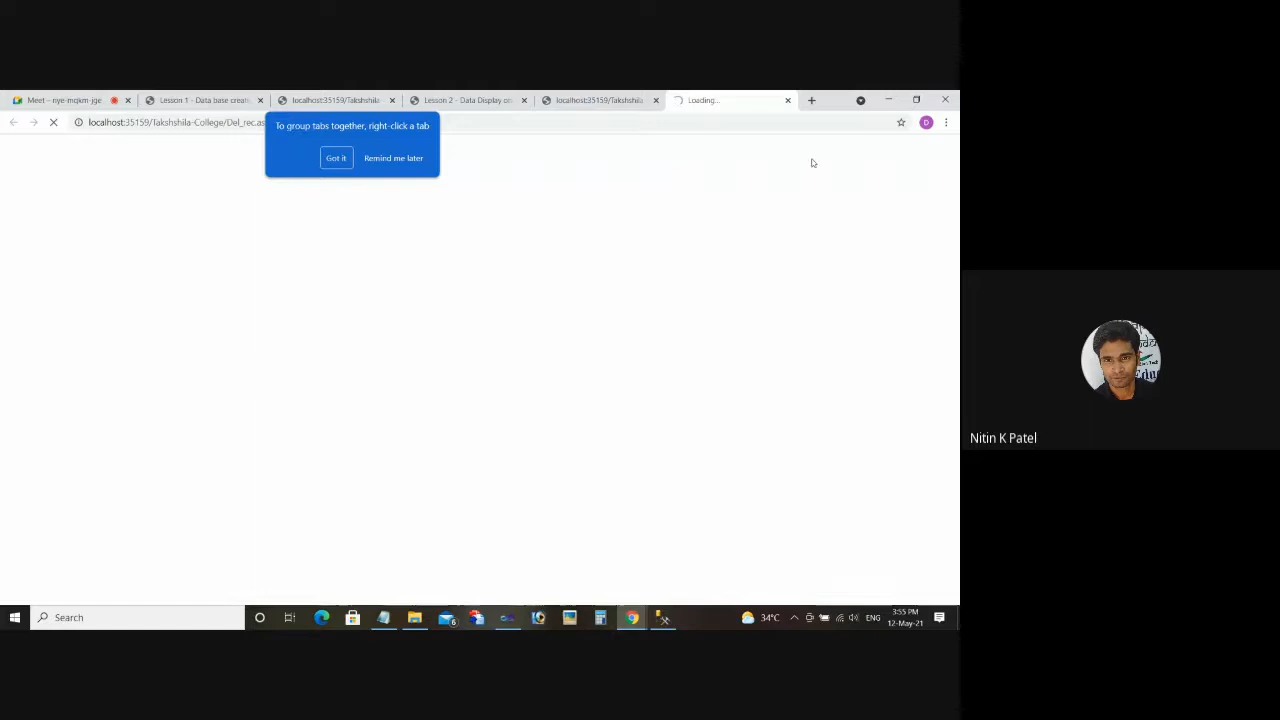 Meet – nye-mqkm-jge
Lesson 1 - Data base creat
localhost:35159/Takshshila-
Lesson 2 - Data Display on
localhost:35159/Takshshila
Loading...
localhost:35159/Takshshila-College/Del_rec.as
To group tabs together, right-click a tab
Got it
Remind me later
D
Nitin K Patel
Search
6
34°C
ENG
3:55 PM
12-May-21